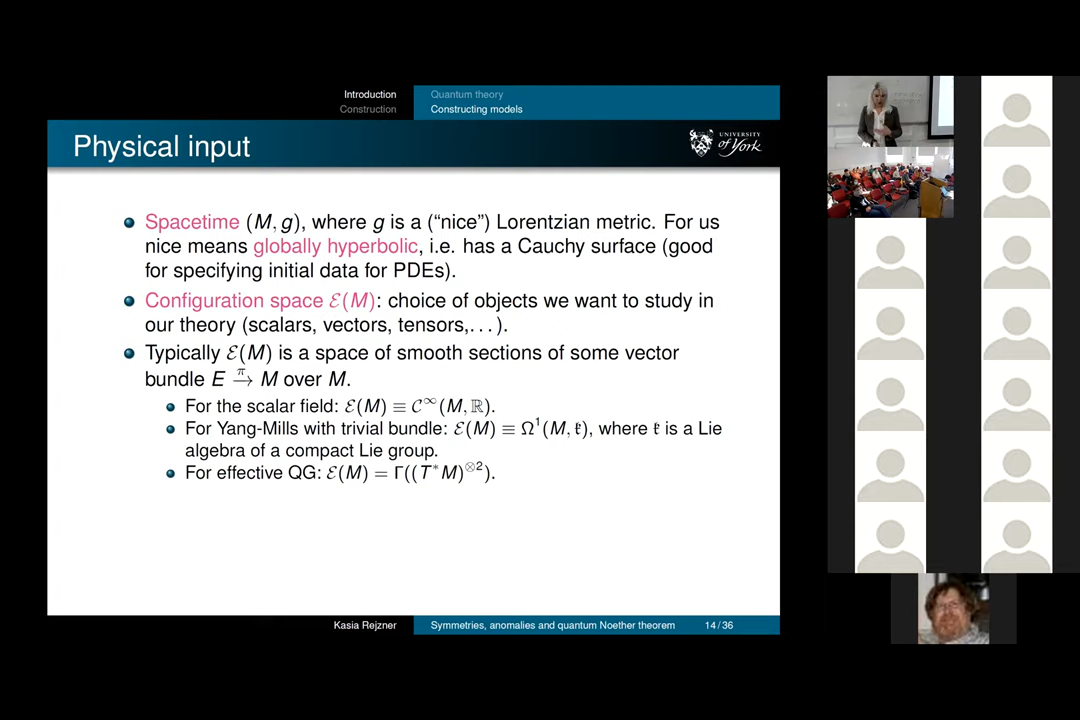 Introduction
Construction
Quantum theory
Constructing models
Physical input
UNIVERSITY
of York
Spacetime (M, g), where g is a (“nice”) Lorentzian metric. For us
nice means globally hyperbolic, i.e. has a Cauchy surface (good
for specifying initial data for PDEs).
Configuration space ℰ(M): choice of objects we want to study in
our theory (scalars, vectors, tensors,...).
Typically ℰ(M) is a space of smooth sections of some vector
bundle E →^π M over M.
For the scalar field: ℰ(M) ≡ 𝒞^∞(M, ℝ).
For Yang-Mills with trivial bundle: ℰ(M) ≡ Ω¹(M, 𝔨), where 𝔨 is a Lie
algebra of a compact Lie group.
For effective QG: ℰ(M) = Γ((T*M)^⊗2).
Kasia Rejzner
Symmetries, anomalies and quantum Noether theorem
14/36